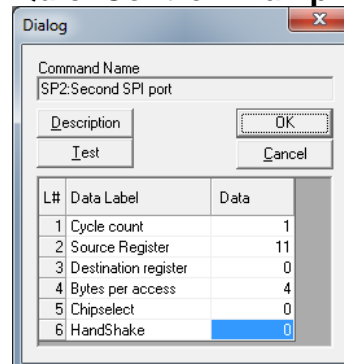 Dialog
X
Command Name
SP2:Second SPI port
Description
OK
Test
Cancel
L# Data Label Data
1 Cycle count 1
2 Source Register 11
3 Destination register 0
4 Bytes per access 4
5 Chipselect 0
6 HandShake 0